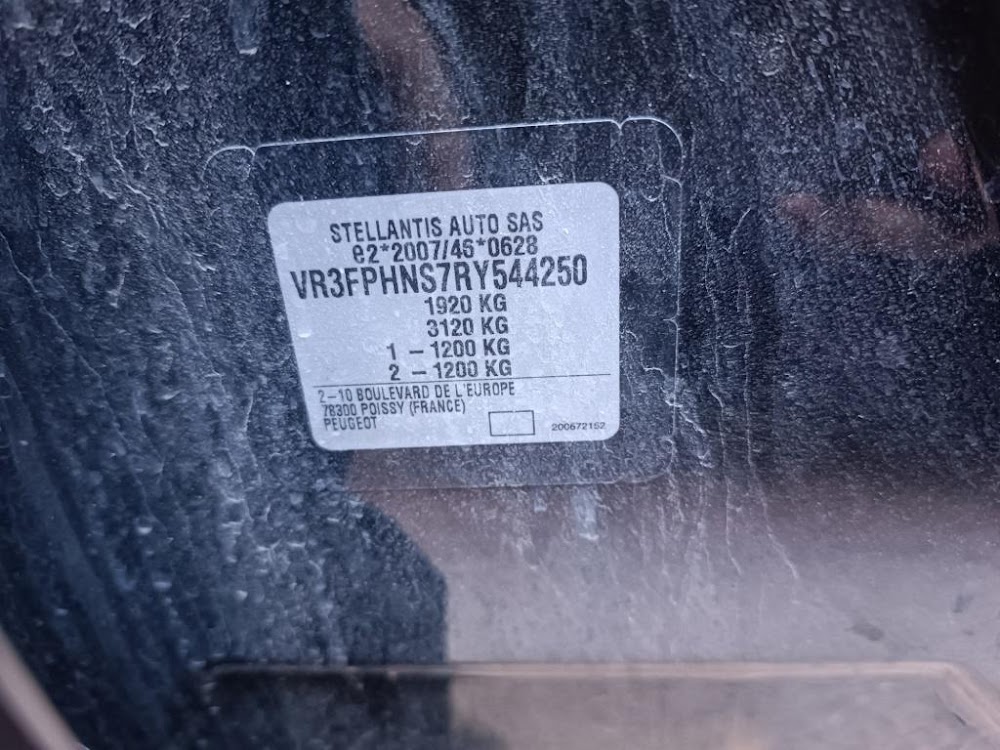 STELLANTIS AUTO SAS
e2*2007/46*0628
VR3FPHNS7RY544250
1920 KG
3120 KG
1 – 1200 KG
2 – 1200 KG
2–10 BOULEVARD DE L'EUROPE
78300 POISSY (FRANCE)
PEUGEOT
200672152